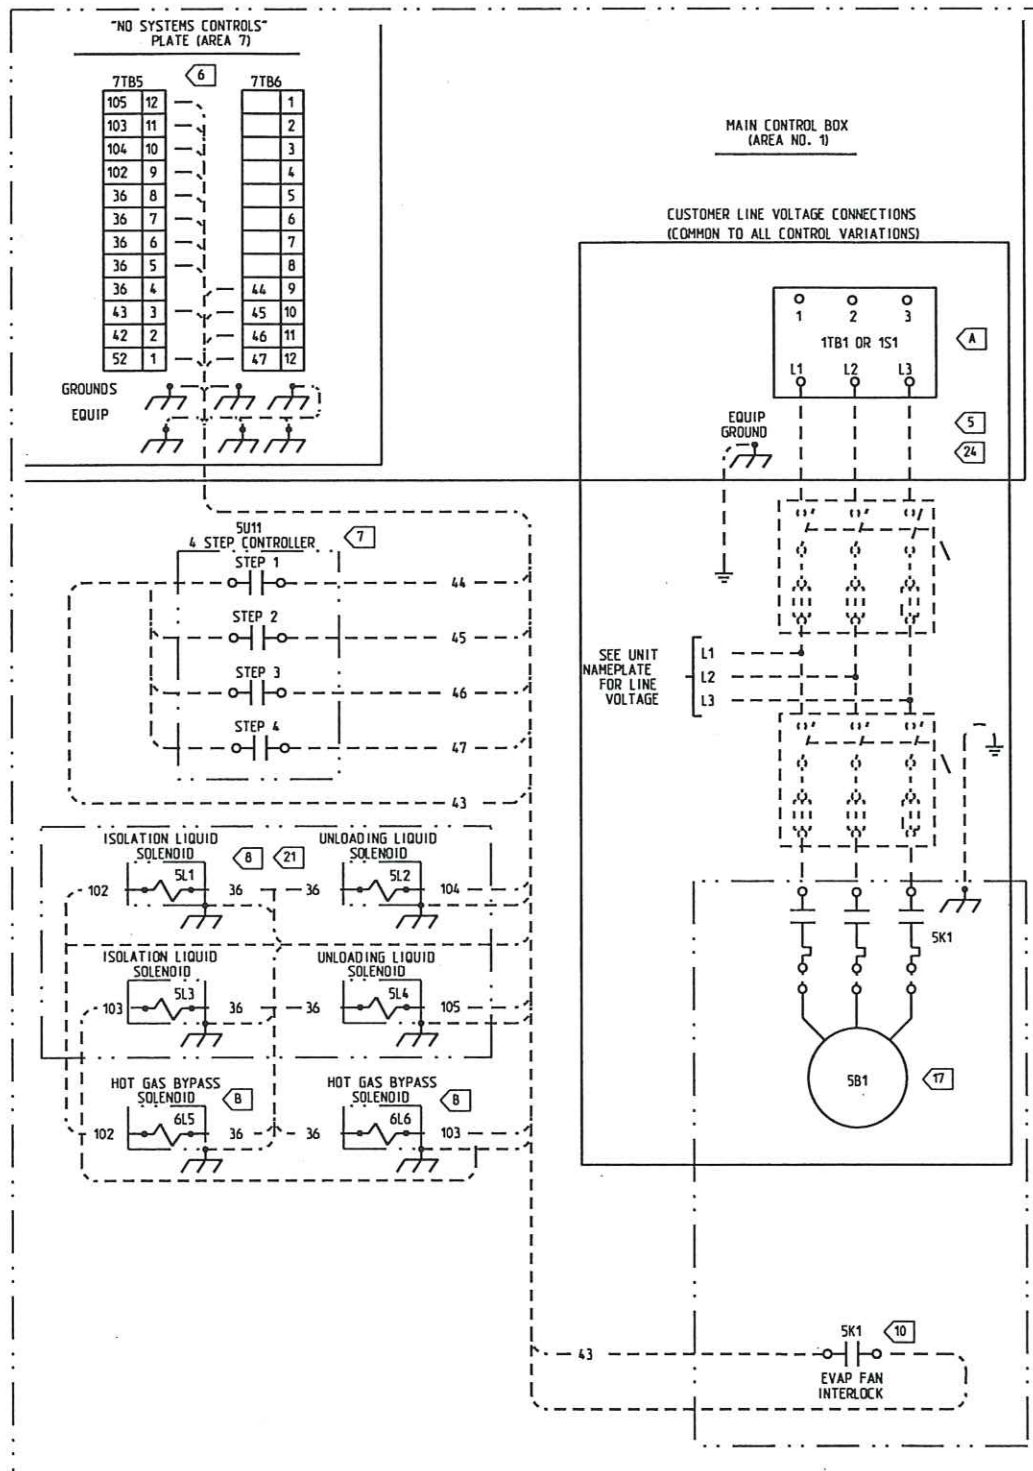 "NO SYSTEMS CONTROLS"
PLATE (AREA 7)
7TB5
6
7TB6
105 12
103 11
104 10
102 9
36 8
36 7
36 6
36 5
36 4
43 3
42 2
52 1
1
2
3
4
5
6
7
8
44 9
45 10
46 11
47 12
GROUNDS
EQUIP
MAIN CONTROL BOX
(AREA NO. 1)
CUSTOMER LINE VOLTAGE CONNECTIONS
(COMMON TO ALL CONTROL VARIATIONS)
1 2 3
1TB1 OR 1S1
A
L1 L2 L3
EQUIP
GROUND
5
24
5U11
4 STEP CONTROLLER
7
STEP 1
44
STEP 2
45
STEP 3
46
STEP 4
47
43
SEE UNIT
NAMEPLATE
FOR LINE
VOLTAGE
L1
L2
L3
ISOLATION LIQUID
SOLENOID
8
21
UNLOADING LIQUID
SOLENOID
102 5L1 36 36 5L2 104
ISOLATION LIQUID
SOLENOID
UNLOADING LIQUID
SOLENOID
103 5L3 36 36 5L4 105
HOT GAS BYPASS
SOLENOID
B
HOT GAS BYPASS
SOLENOID
B
102 6L5 36 36 6L6 103
5K1
5B1
17
43
5K1
10
EVAP FAN
INTERLOCK